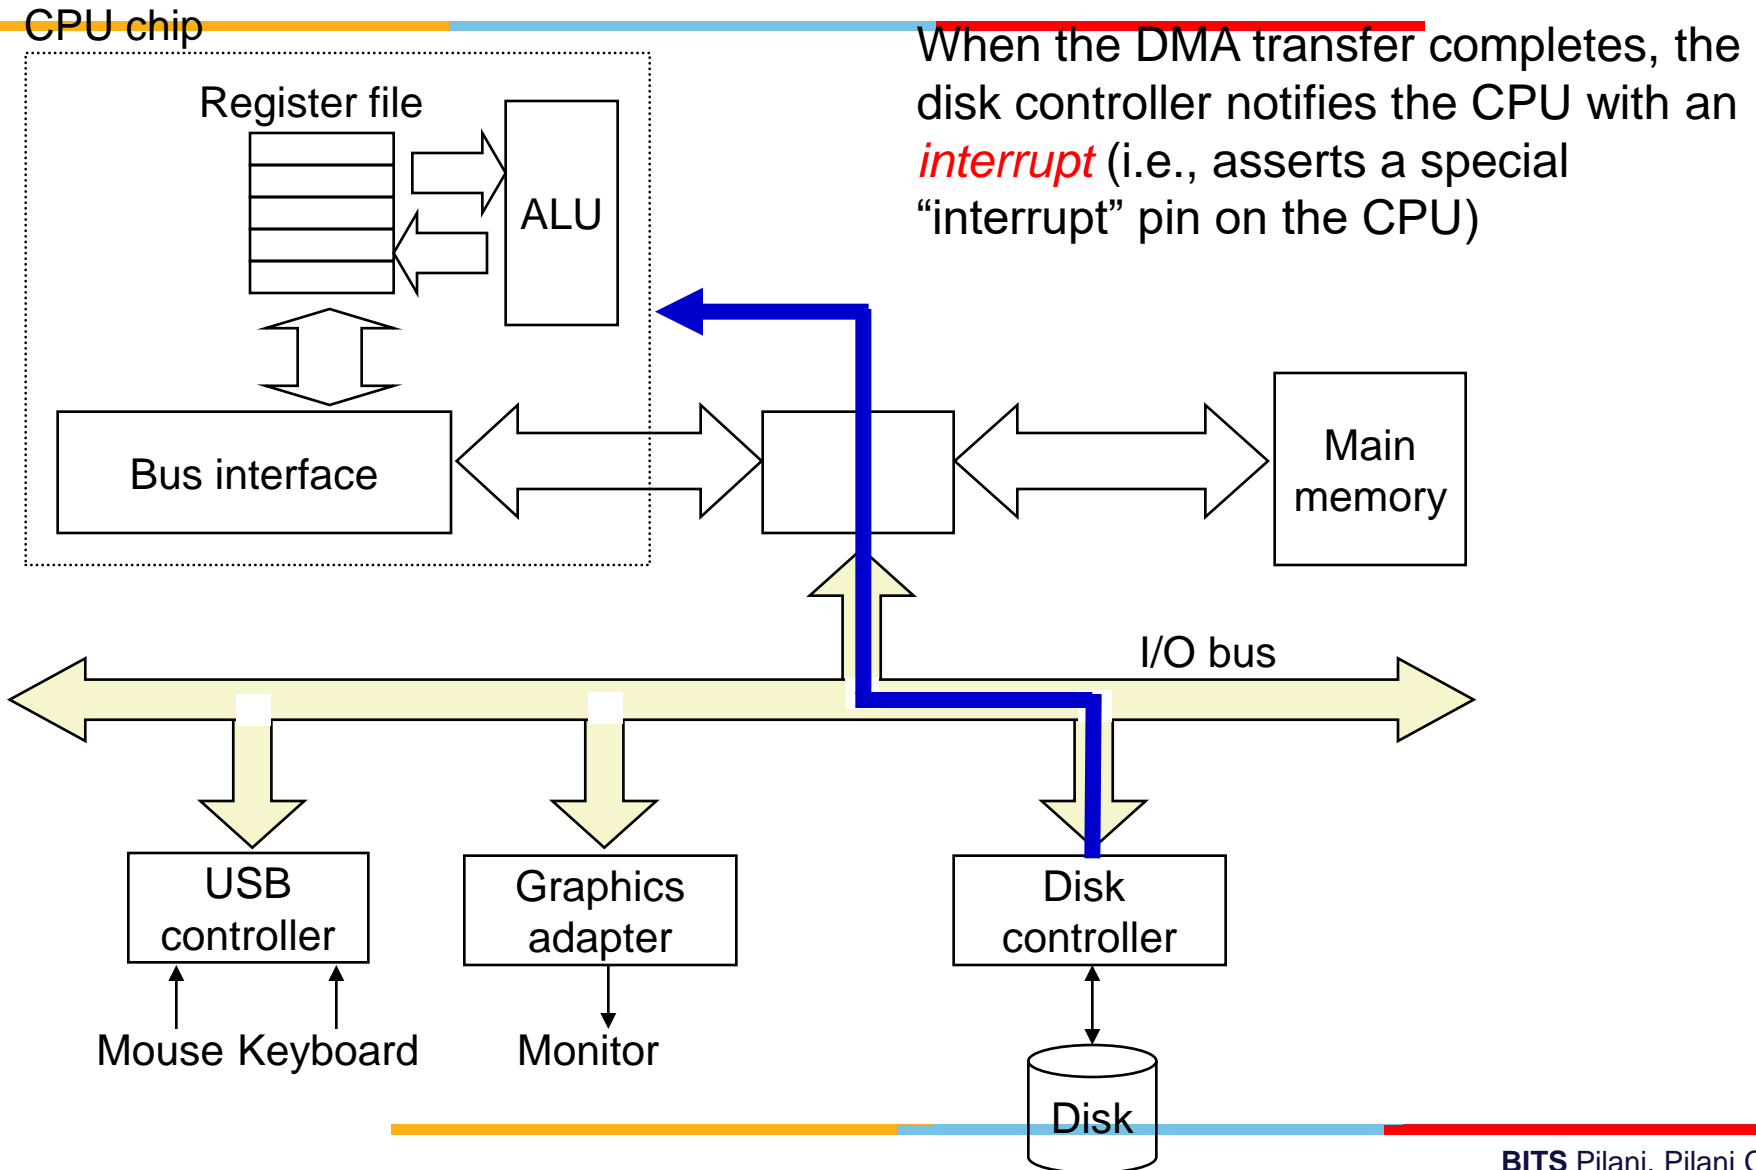 CPU chip
When the DMA transfer completes, the
disk controller notifies the CPU with an
interrupt (i.e., asserts a special
“interrupt” pin on the CPU)
Register file
ALU
Bus interface
Main
memory
I/O bus
USB
controller
Graphics
adapter
Disk
controller
Mouse Keyboard
Monitor
Disk
BITS Pilani, Pilani